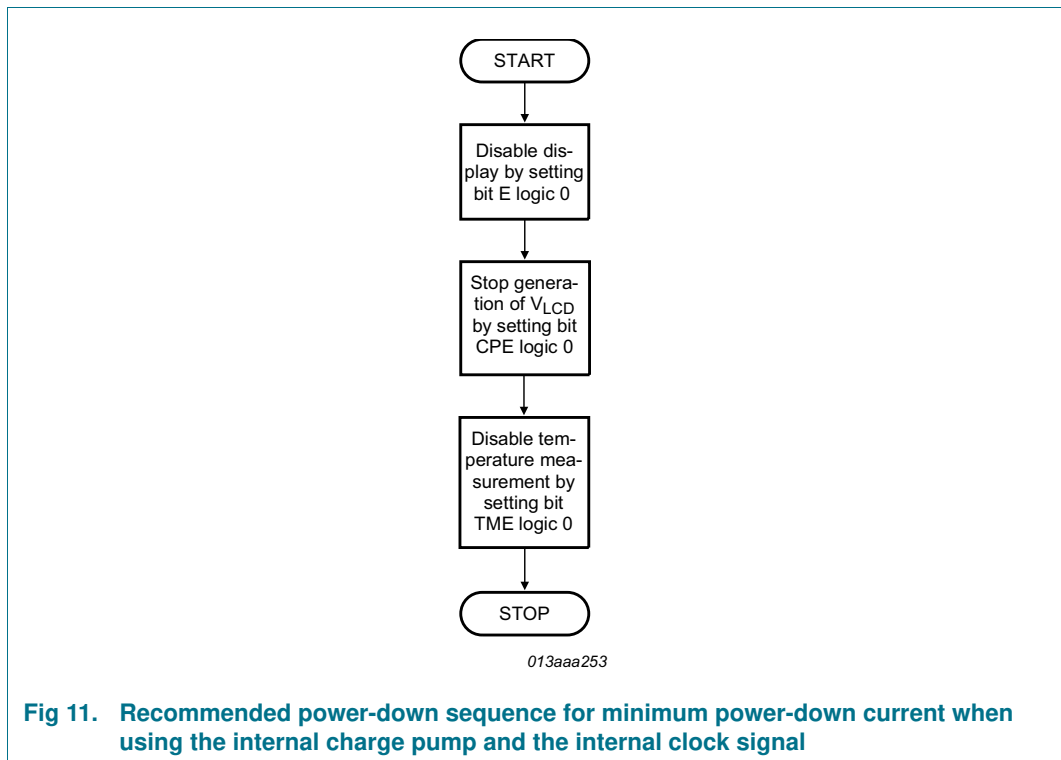 START
Disable dis-
play by setting
bit E logic 0
Stop genera-
tion of VLCD
by setting bit
CPE logic 0
Disable tem-
perature mea-
surement by
setting bit
TME logic 0
STOP
013aaa253
Fig 11. Recommended power-down sequence for minimum power-down current when
using the internal charge pump and the internal clock signal